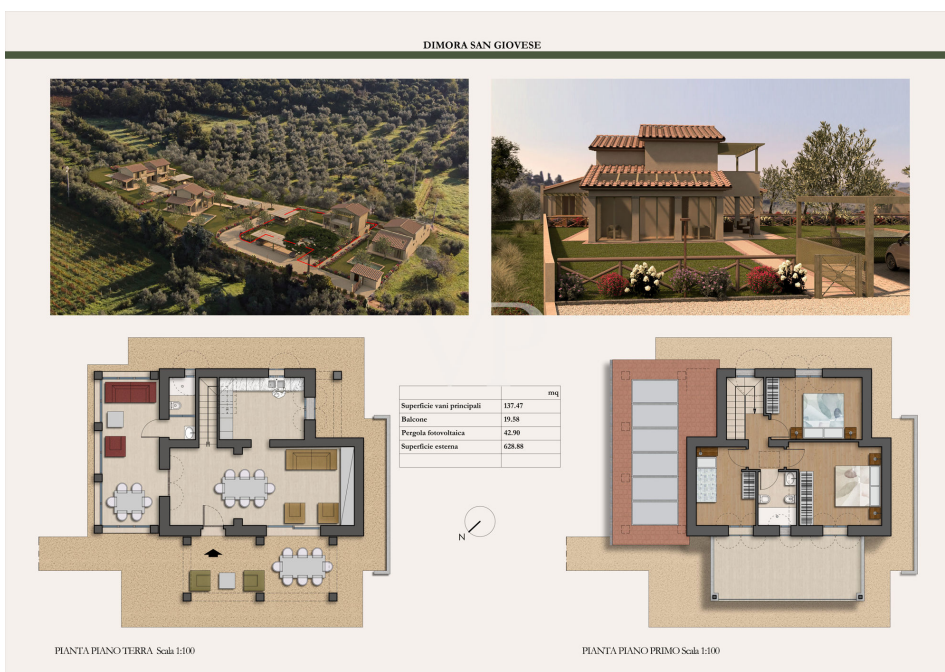 DIMORA SAN GIOVESE
mq
Superficie vani principali 137.47
Balcone 19.58
Pergola fotovoltaica 42.90
Superficie esterna 628.88
N
PIANTA PIANO TERRA Scala 1:100
PIANTA PIANO PRIMO Scala 1:100